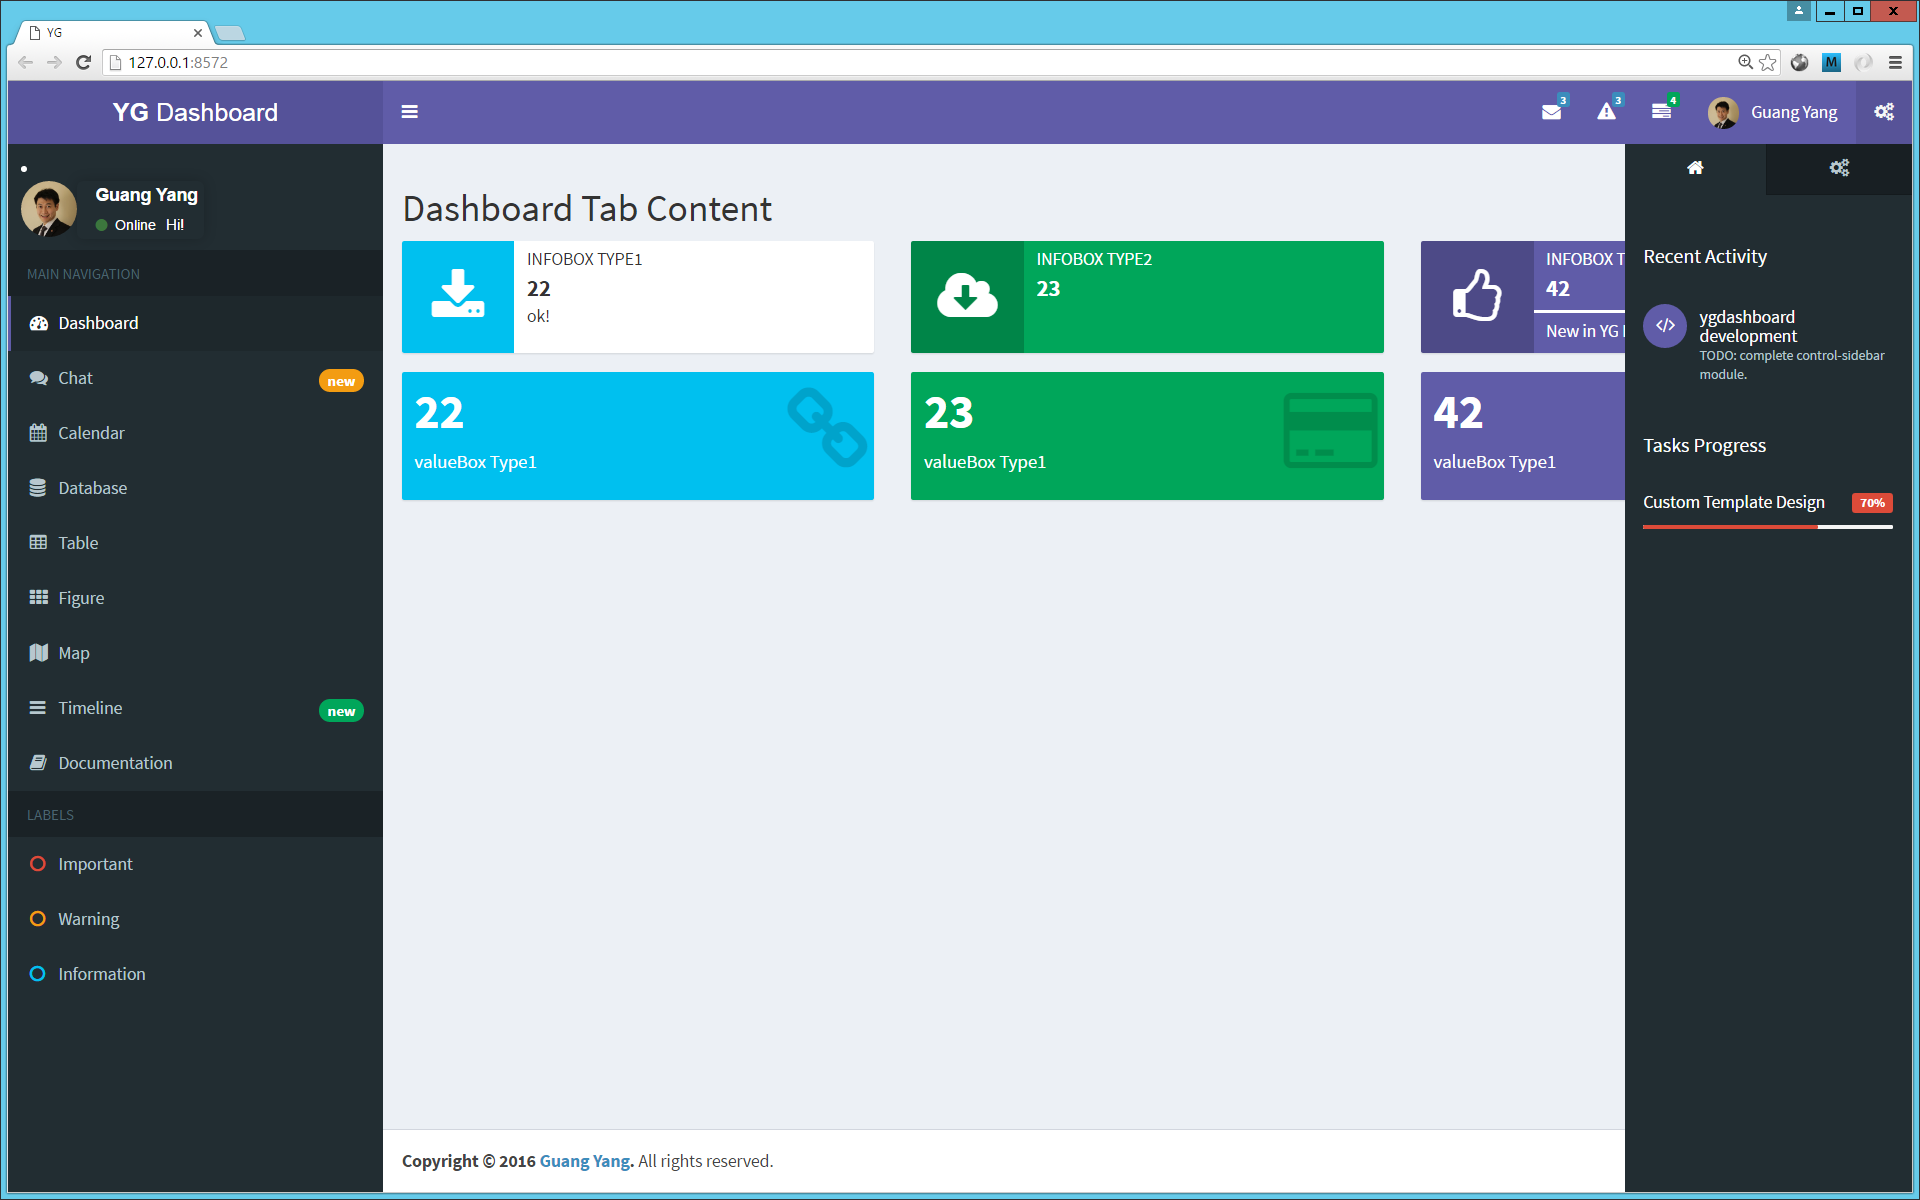 YG
127.0.0.1:8572
M
YG Dashboard
3
3
4
Guang Yang
Guang Yang
Online Hi!
MAIN NAVIGATION
Dashboard
Chat new
Calendar
Database
Table
Figure
Map
Timeline new
Documentation
LABELS
Important
Warning
Information
Dashboard Tab Content
INFOBOX TYPE1
22
ok!
INFOBOX TYPE2
23
INFOBOX T
42
New in YG
22
valueBox Type1
23
valueBox Type1
42
valueBox Type1
Recent Activity
ygdashboard
development
TODO: complete control-sidebar
module.
Tasks Progress
Custom Template Design 70%
Copyright © 2016 Guang Yang. All rights reserved.